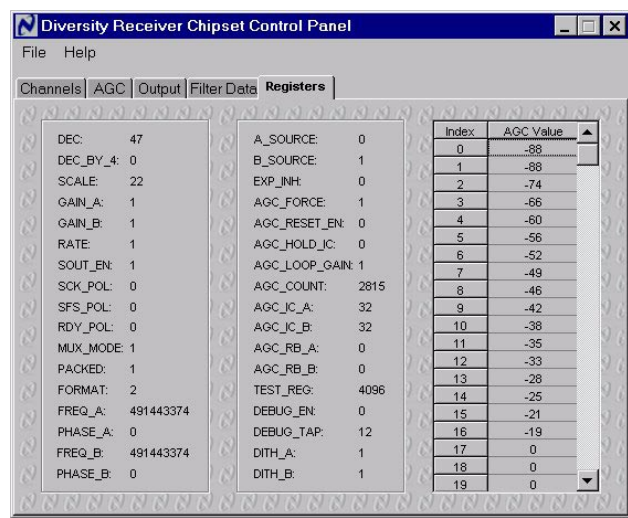 Diversity Receiver Chipset Control Panel
File Help
Channels AGC Output Filter Data Registers
DEC: 47
DEC_BY_4: 0
SCALE: 22
GAIN_A: 1
GAIN_B: 1
RATE: 1
SOUT_EN: 1
SCK_POL: 0
SFS_POL: 0
RDY_POL: 0
MUX_MODE: 1
PACKED: 1
FORMAT: 2
FREQ_A: 491443374
PHASE_A: 0
FREQ_B: 491443374
PHASE_B: 0
A_SOURCE: 0
B_SOURCE: 1
EXP_INH: 0
AGC_FORCE: 1
AGC_RESET_EN: 0
AGC_HOLD_IC: 0
AGC_LOOP_GAIN: 1
AGC_COUNT: 2815
AGC_IC_A: 32
AGC_IC_B: 32
AGC_RB_A: 0
AGC_RB_B: 0
TEST_REG: 4096
DEBUG_EN: 0
DEBUG_TAP: 12
DITH_A: 1
DITH_B: 1
Index AGC Value
0 -88
1 -88
2 -74
3 -66
4 -60
5 -56
6 -52
7 -49
8 -46
9 -42
10 -38
11 -35
12 -33
13 -28
14 -25
15 -21
16 -19
17 0
18 0
19 0